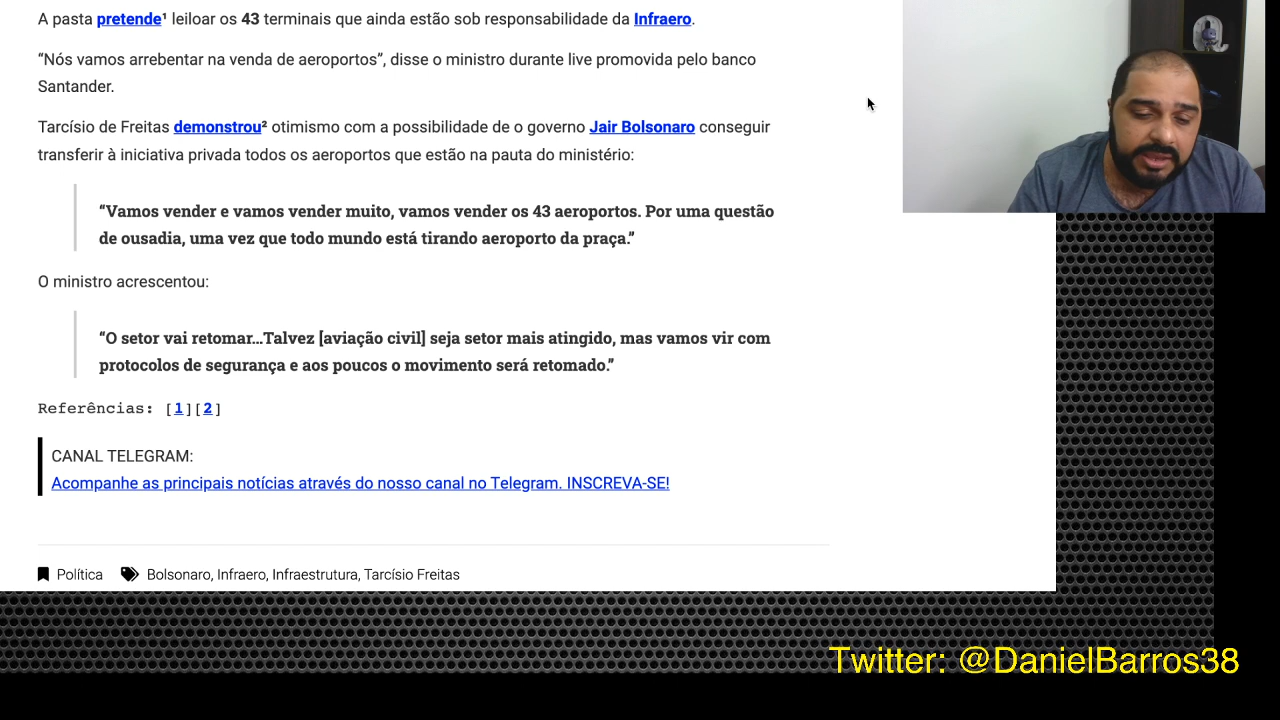 A pasta pretende¹ leiloar os 43 terminais que ainda estão sob responsabilidade da Infraero.
“Nós vamos arrebentar na venda de aeroportos”, disse o ministro durante live promovida pelo banco
Santander.
Tarcísio de Freitas demonstrou² otimismo com a possibilidade de o governo Jair Bolsonaro conseguir
transferir à iniciativa privada todos os aeroportos que estão na pauta do ministério:
“Vamos vender e vamos vender muito, vamos vender os 43 aeroportos. Por uma questão
de ousadia, uma vez que todo mundo está tirando aeroporto da praça.”
O ministro acrescentou:
“O setor vai retomar…Talvez [aviação civil] seja setor mais atingido, mas vamos vir com
protocolos de segurança e aos poucos o movimento será retomado.”
Referências: [1][2]
CANAL TELEGRAM:
Acompanhe as principais notícias através do nosso canal no Telegram. INSCREVA-SE!
Política Bolsonaro, Infraero, Infraestrutura, Tarcísio Freitas
Twitter: @DanielBarros38